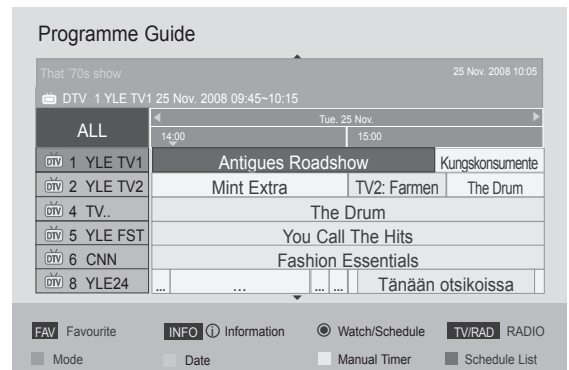 Programme Guide
That '70s show 25 Nov. 2008 10:05
DTV 1 YLE TV1 25 Nov. 2008 09:45~10:15
ALL Tue. 25 Nov.
14:00 15:00
DTV 1 YLE TV1 Antigues Roadshow Kungskonsumente
DTV 2 YLE TV2 Mint Extra TV2: Farmen The Drum
DTV 4 TV.. The Drum
DTV 5 YLE FST You Call The Hits
DTV 6 CNN Fashion Essentials
DTV 8 YLE24 ... ... ... ... Tänään otsikoissa
FAV Favourite INFO ⓘ Information Watch/Schedule TV/RAD RADIO
Mode Date Manual Timer Schedule List